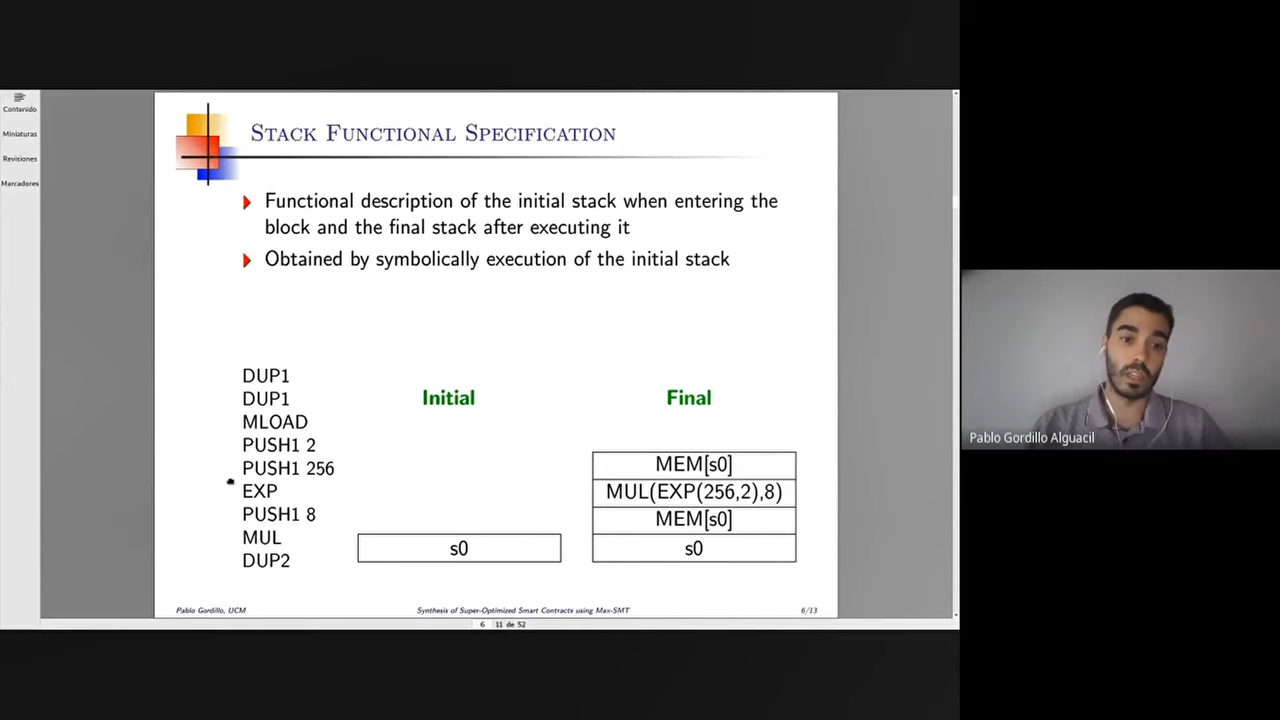 Contenido
Miniaturas
Revisiones
Marcadores
STACK FUNCTIONAL SPECIFICATION
Functional description of the initial stack when entering the
block and the final stack after executing it
Obtained by symbolically execution of the initial stack
DUP1
DUP1
MLOAD
PUSH1 2
PUSH1 256
EXP
PUSH1 8
MUL
DUP2
Initial
s0
Final
MEM[s0]
MUL(EXP(256,2),8)
MEM[s0]
s0
Pablo Gordillo, UCM
Synthesis of Super-Optimized Smart Contracts using Max-SMT
6/13
6
11 de 52
Pablo Gordillo Alguacil